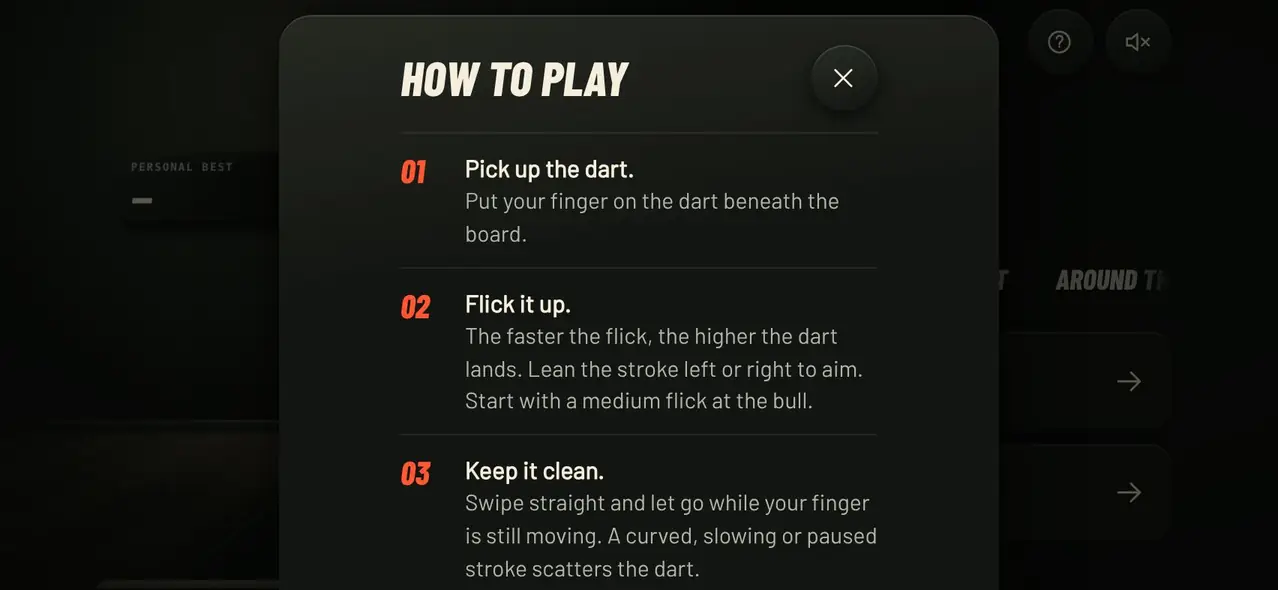 HOW TO PLAY
PERSONAL BEST
01
Pick up the dart.
Put your finger on the dart beneath the
board.
AROUND
02
Flick it up.
The faster the flick, the higher the dart
lands. Lean the stroke left or right to aim.
Start with a medium flick at the bull.
03
Keep it clean.
Swipe straight and let go while your finger
is still moving. A curved, slowing or paused
stroke scatters the dart.